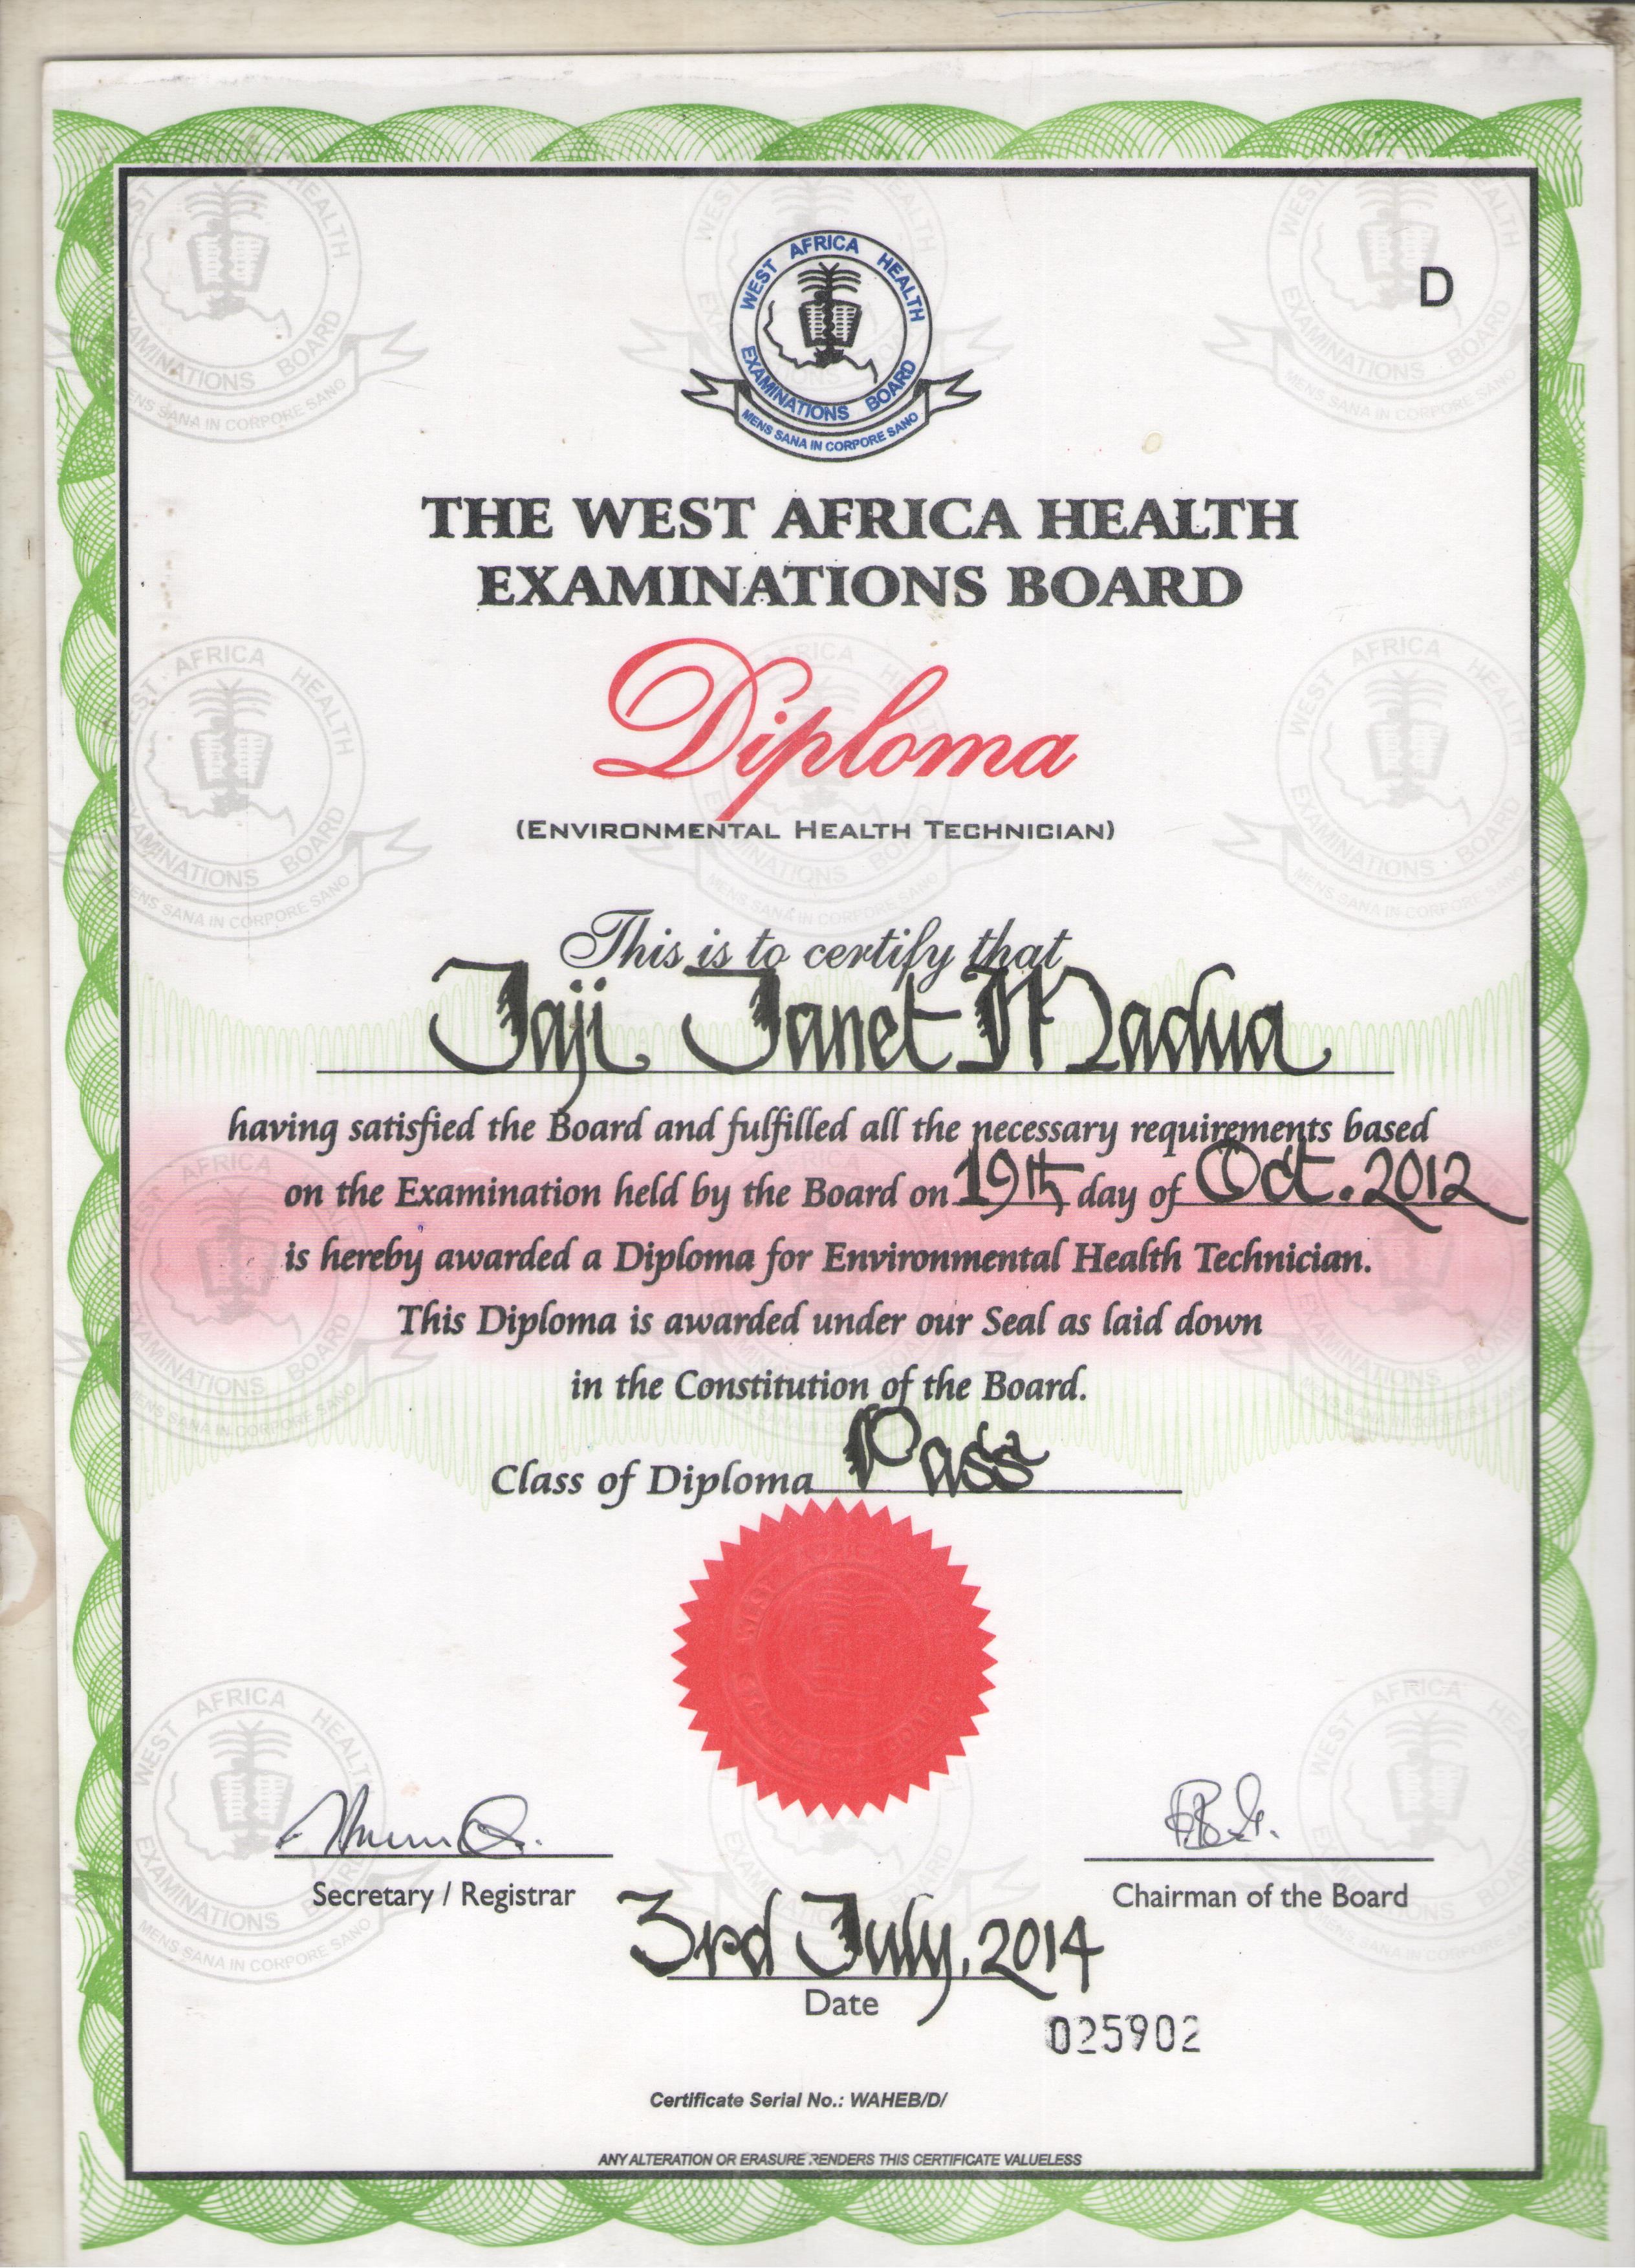 WEST AFRICA HEALTH
EXAMINATIONS BOARD
MENS SANA IN CORPORE SANO
D
THE WEST AFRICA HEALTH
EXAMINATIONS BOARD
Diploma
(ENVIRONMENTAL HEALTH TECHNICIAN)
This is to certify that
Jaji Janet Madua
having satisfied the Board and fulfilled all the necessary requirements based
on the Examination held by the Board on 19th day of Oct. 2012
is hereby awarded a Diploma for Environmental Health Technician.
This Diploma is awarded under our Seal as laid down
in the Constitution of the Board.
Class of Diploma Pass
Secretary / Registrar
Chairman of the Board
3rd July, 2014
Date
025902
Certificate Serial No.: WAHEB/D/
ANY ALTERATION OR ERASURE RENDERS THIS CERTIFICATE VALUELESS